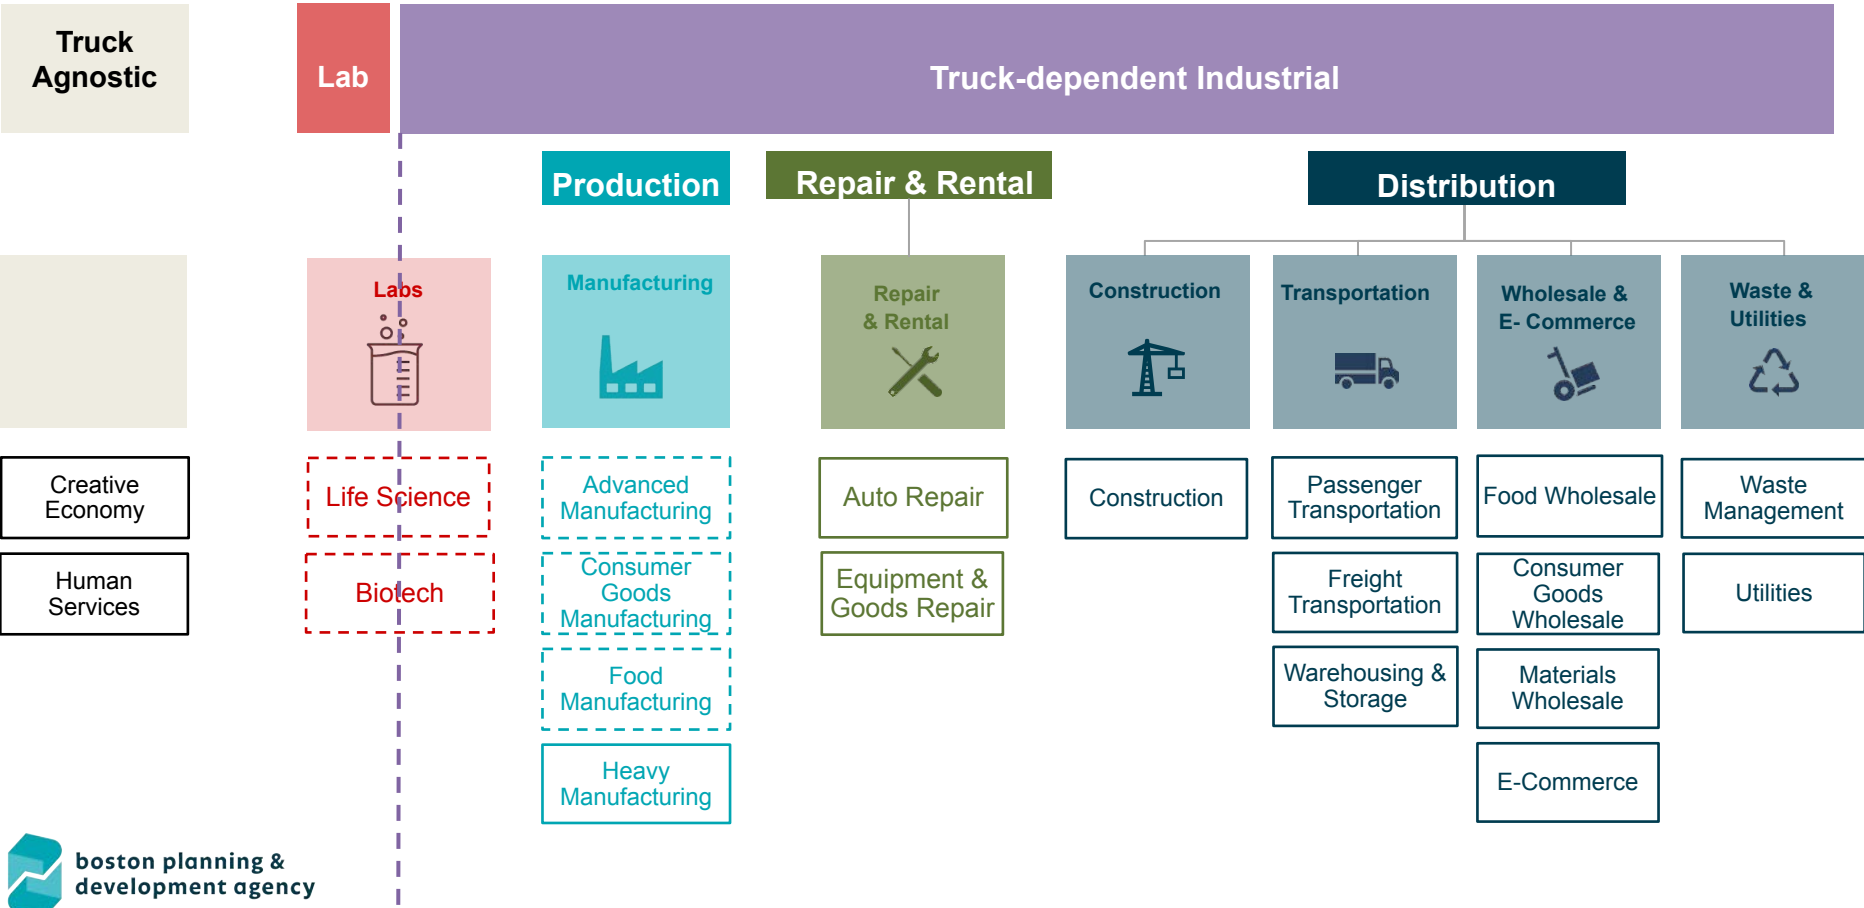 Truck
Agnostic
Lab
Truck-dependent Industrial
Production
Repair & Rental
Distribution
Labs
Manufacturing
Repair
& Rental
Construction
Transportation
Wholesale &
E- Commerce
Waste &
Utilities
Creative
Economy
Human
Services
Life Science
Biotech
Advanced
Manufacturing
Consumer
Goods
Manufacturing
Food
Manufacturing
Heavy
Manufacturing
Auto Repair
Equipment &
Goods Repair
Construction
Passenger
Transportation
Freight
Transportation
Warehousing &
Storage
Food Wholesale
Consumer
Goods
Wholesale
Materials
Wholesale
E-Commerce
Waste
Management
Utilities
boston planning &
development agency